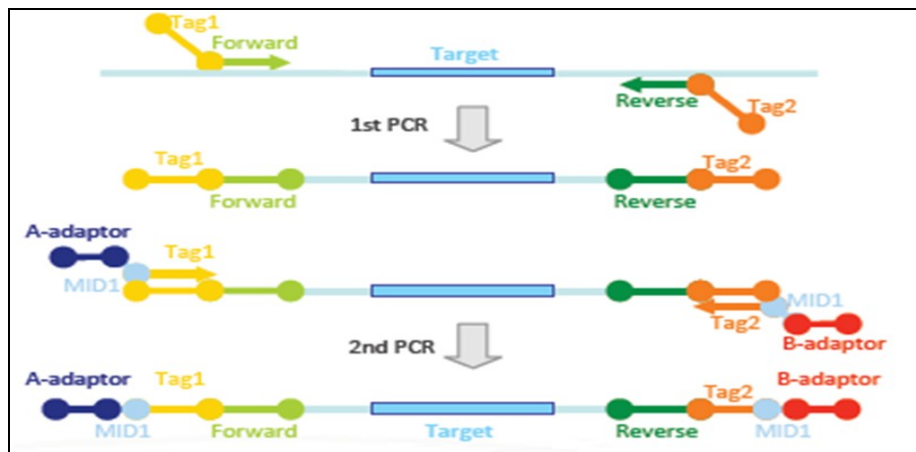 Tag1
Forward
Target
Reverse
Tag2
1st PCR
Tag1
Tag2
Forward
Reverse
A-adaptor
Tag1
MID1
MID1
Tag2
B-adaptor
2nd PCR
A-adaptor
Tag1
B-adaptor
Tag2
MID1
Forward
Target
Reverse
MID1